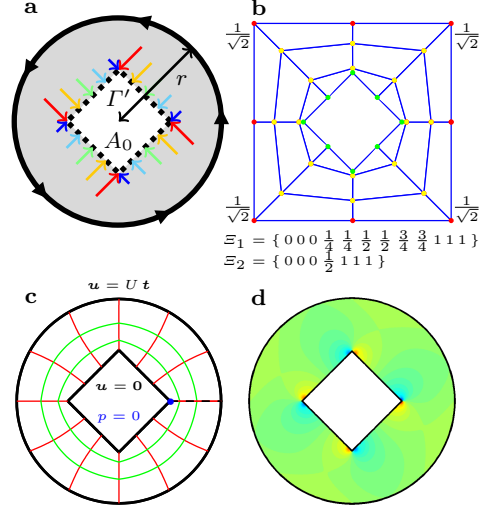 a
r
Γ′
A₀
b
1/√2 1/√2
1/√2 1/√2
Ξ₁ = { 0 0 0 1/4 1/4 1/2 1/2 3/4 3/4 1 1 1 }
Ξ₂ = { 0 0 0 1/2 1 1 1 }
c
u = U t
u = 0
p = 0
d